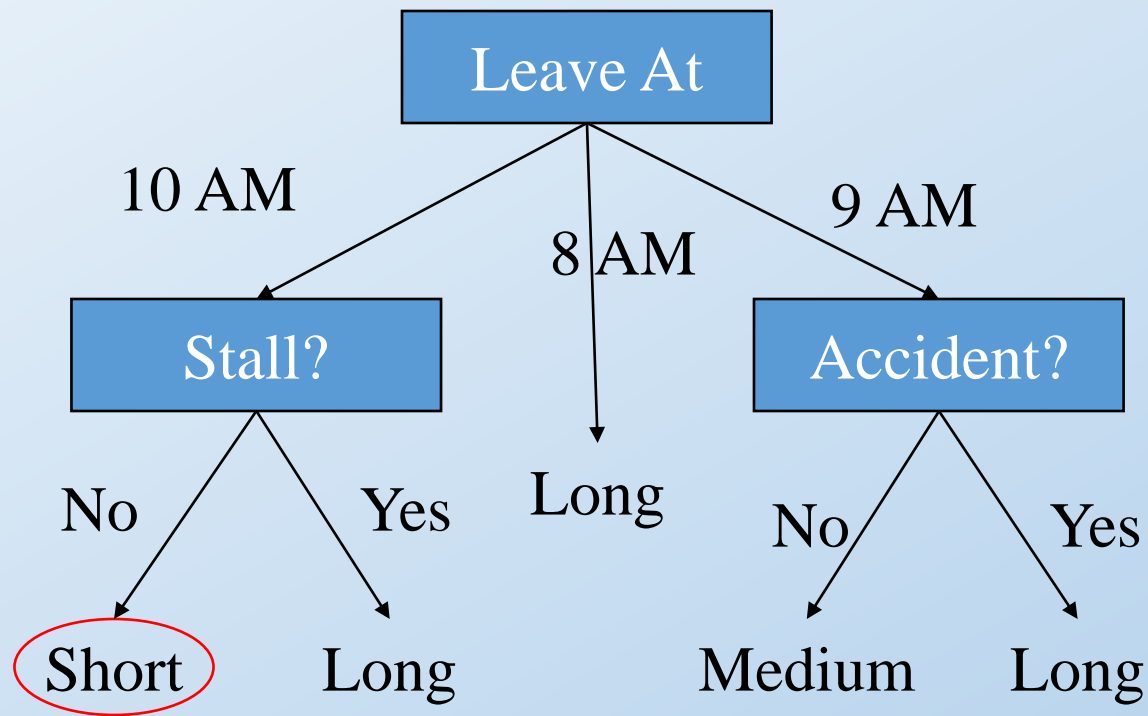 Leave At
10 AM
9 AM
8 AM
Stall?
Accident?
No
Yes
Long
No
Yes
Short
Long
Medium
Long